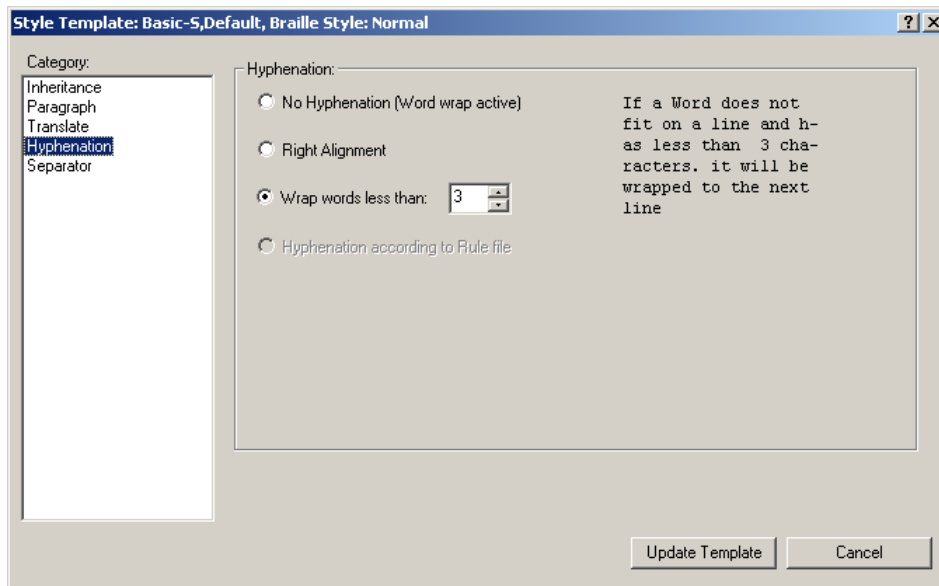 Style Template: Basic-S,Default, Braille Style: Normal
Category:
Inheritance
Paragraph
Translate
Hyphenation
Separator
Hyphenation:
No Hyphenation (Word wrap active)
Right Alignment
Wrap words less than: 3
Hyphenation according to Rule file
If a Word does not
fit on a line and h-
as less than  3 cha-
racters. it will be
wrapped to the next
line
Update Template
Cancel